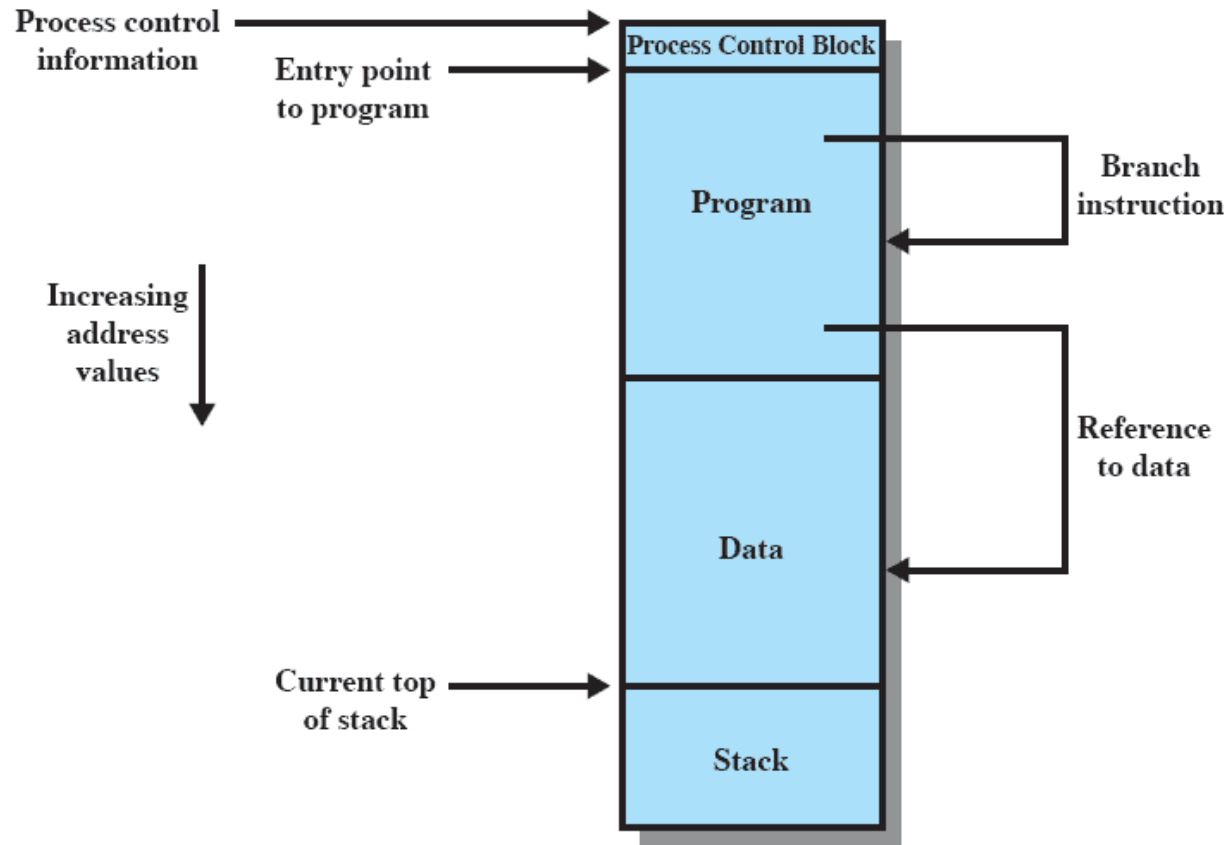 Process control
information
Process Control Block
Entry point
to program
Branch
instruction
Program
Increasing
address
values
Reference
to data
Data
Current top
of stack
Stack